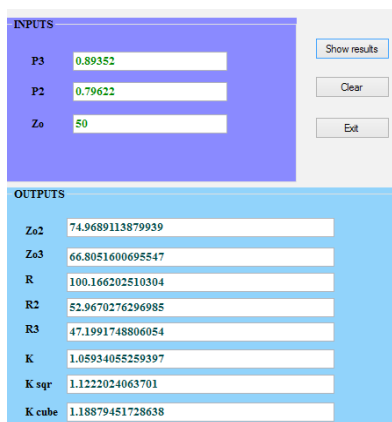 INPUTS
P3 0.89352
P2 0.79622
Zo 50
Show results
Clear
Exit
OUTPUTS
Zo2 74.9689113879939
Zo3 66.8051600695547
R 100.166202510304
R2 52.9670276296985
R3 47.1991748806054
K 1.05934055259397
K sqr 1.1222024063701
K cube 1.18879451728638